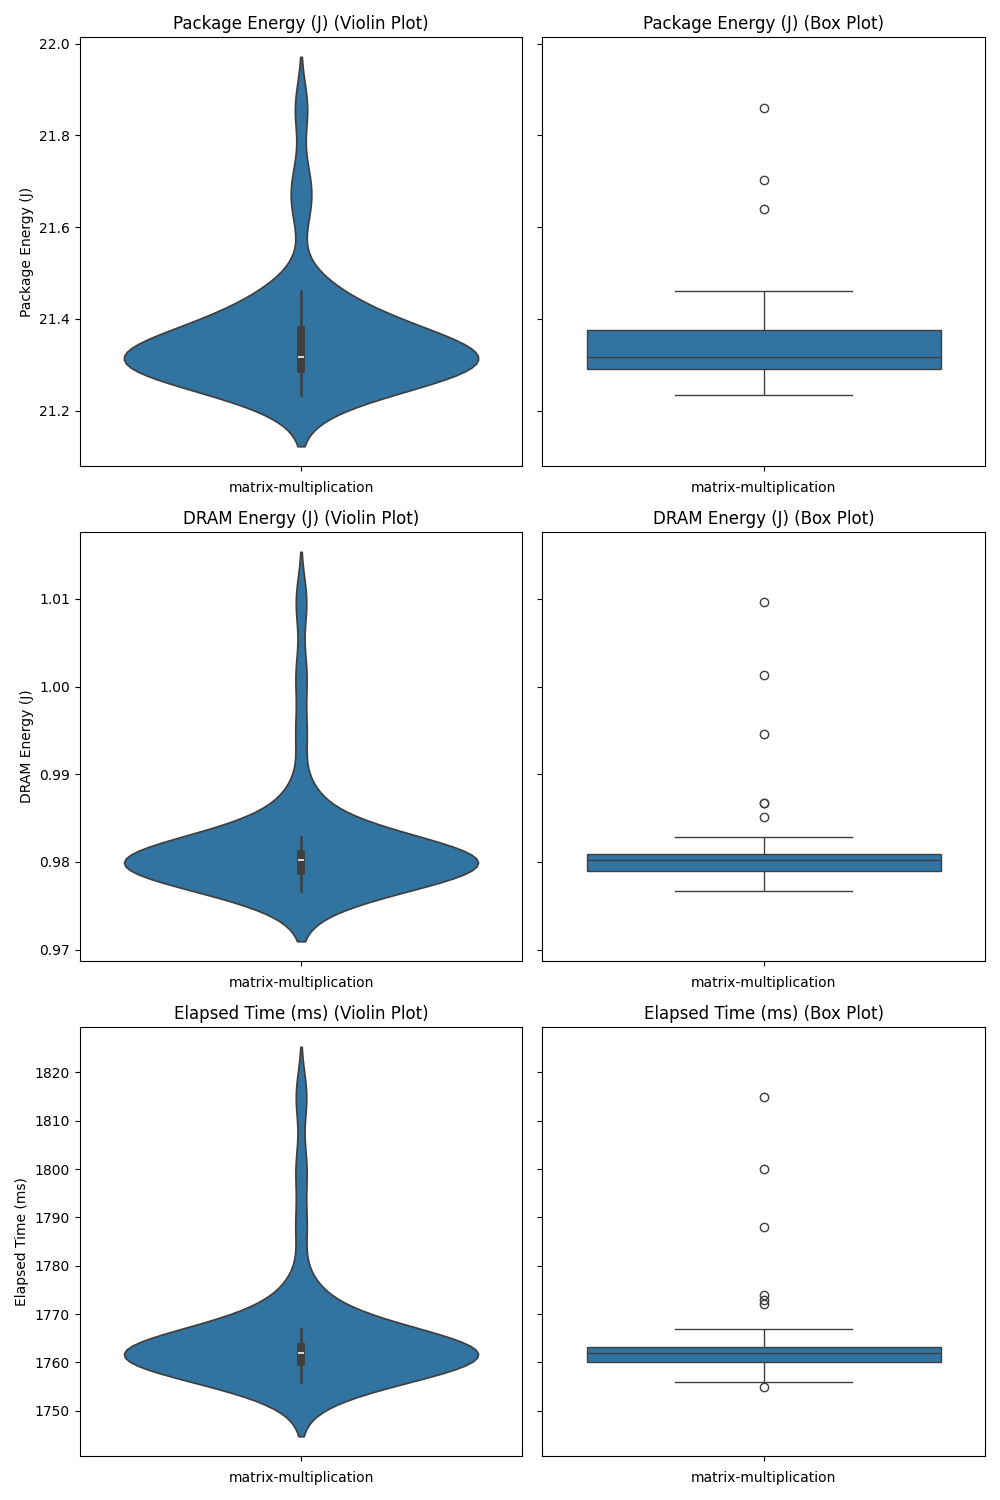 Package Energy (J) (Violin Plot)
Package Energy (J) (Box Plot)
22.0
21.8
21.6
21.4
21.2
Package Energy (J)
matrix-multiplication
matrix-multiplication
DRAM Energy (J) (Violin Plot)
DRAM Energy (J) (Box Plot)
1.01
1.00
0.99
0.98
0.97
DRAM Energy (J)
matrix-multiplication
matrix-multiplication
Elapsed Time (ms) (Violin Plot)
Elapsed Time (ms) (Box Plot)
1820
1810
1800
1790
1780
1770
1760
1750
Elapsed Time (ms)
matrix-multiplication
matrix-multiplication